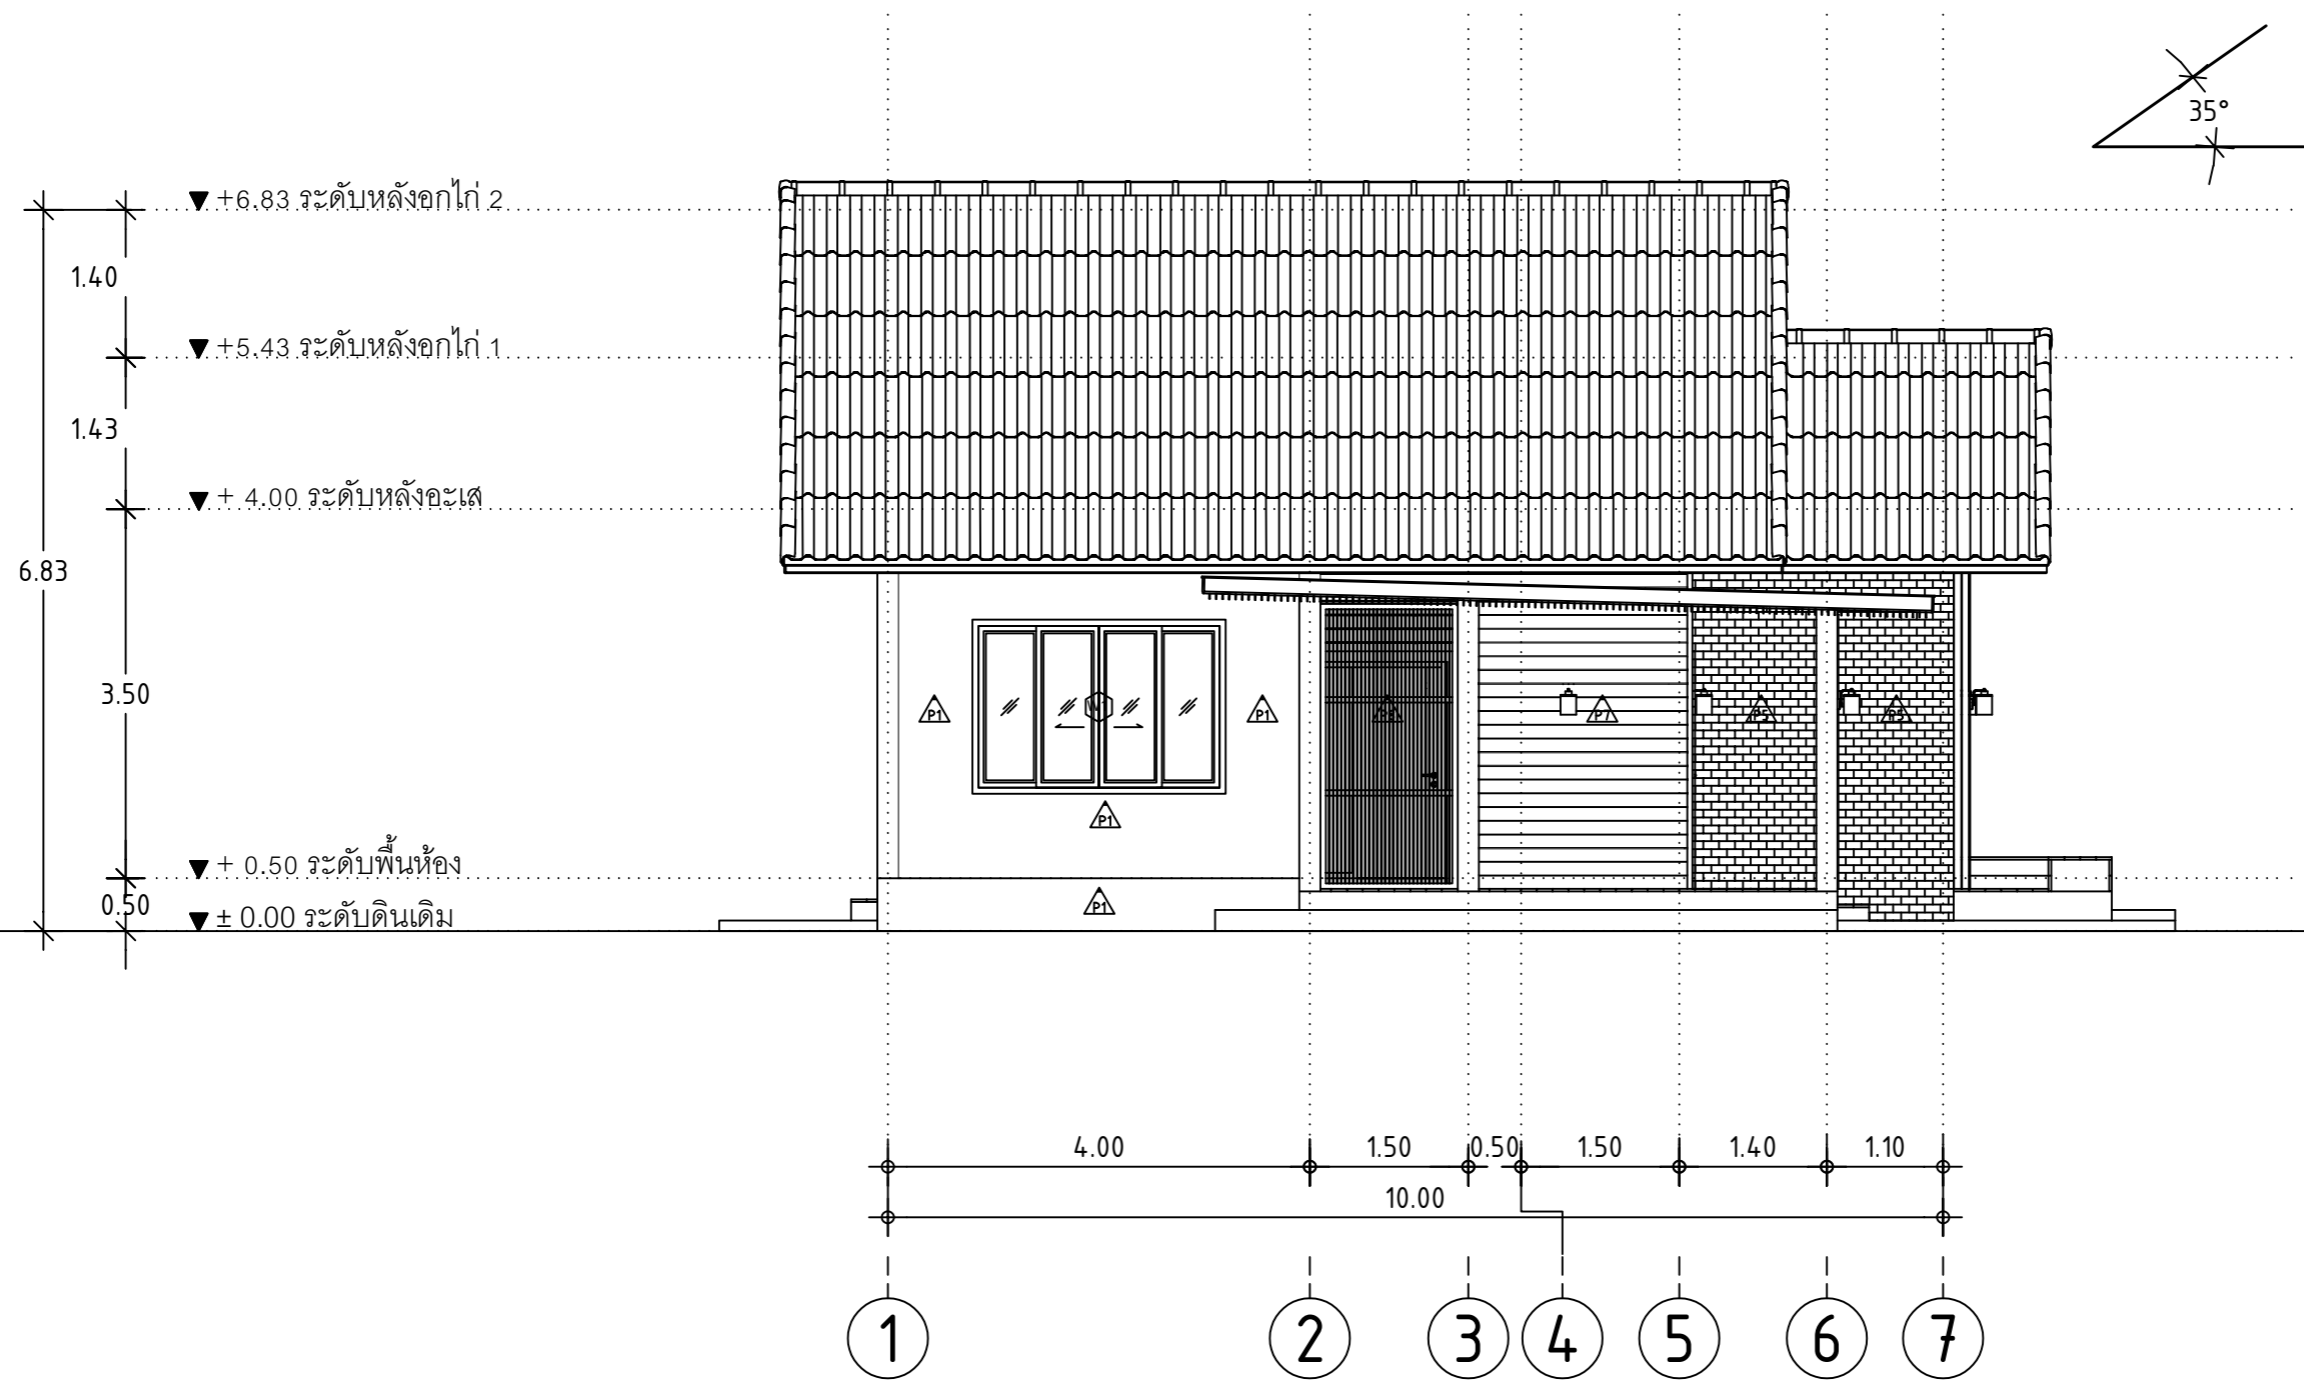 35°
+6.83 ระดับหลังอกไก่ 2
1.40
+5.43 ระดับหลังอกไก่ 1
1.43
+ 4.00 ระดับหลังอะเส
6.83
3.50
P1
W1
P1
P7
P5
P5
P1
+ 0.50 ระดับพื้นห้อง
0.50
± 0.00 ระดับดินเดิม
P1
4.00 1.50 0.50 1.50 1.40 1.10
10.00
1 2 3 4 5 6 7